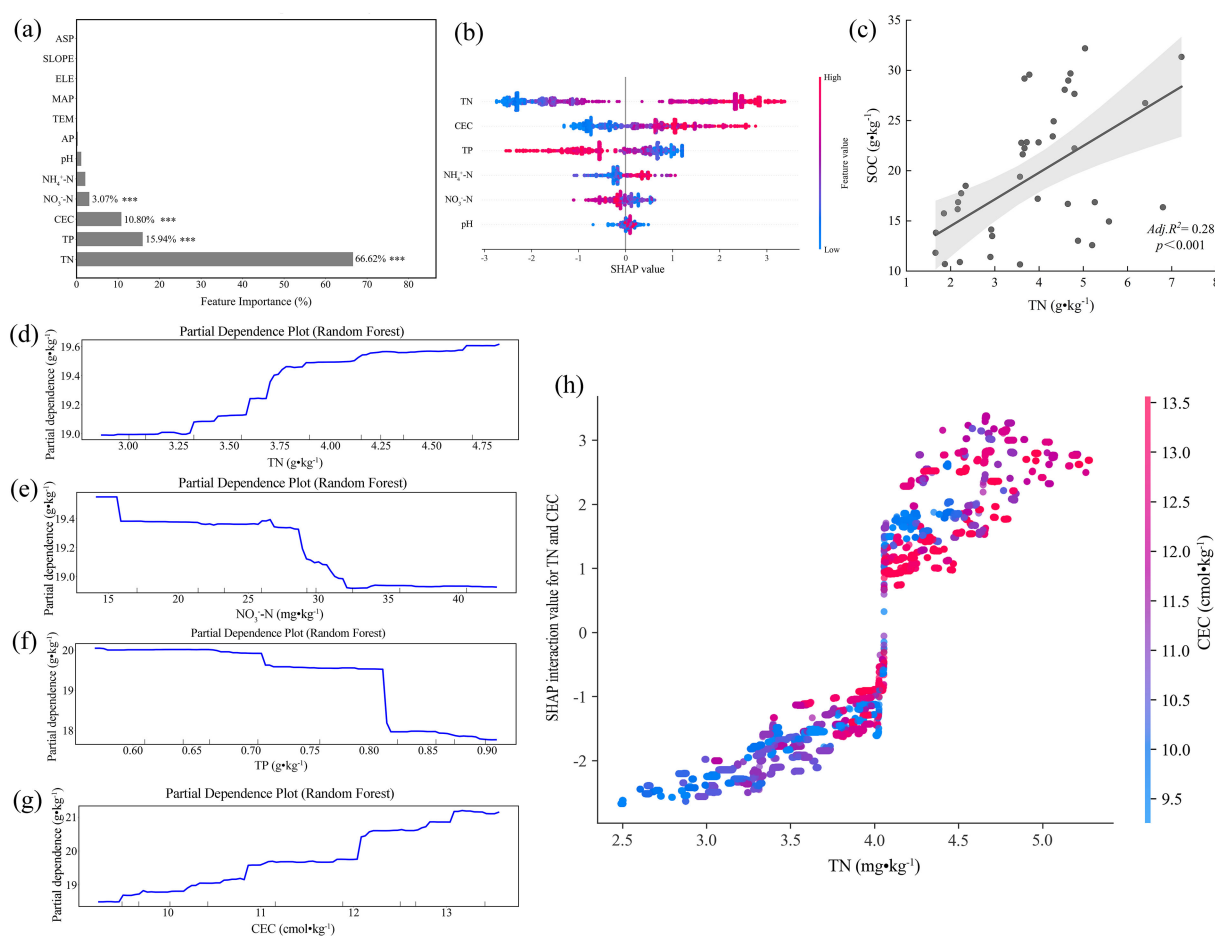 (a)
ASP
SLOPE
ELE
MAP
TEM
AP
pH
NH₄⁺-N
NO₃⁻-N
3.07% ***
CEC
10.80% ***
TP
15.94% ***
TN
66.62% ***
0 10 20 30 40 50 60 70 80
Feature Importance (%)
(b)
High
TN
CEC
TP
NH₄⁺-N
NO₃⁻-N
pH
Feature value
Low
-3 -2 -1 0 1 2 3
SHAP value
(c)
35
30
25
20
15
10
SOC (g•kg⁻¹)
Adj.R²= 0.28
p<0.001
1 2 3 4 5 6 7 8
TN (g•kg⁻¹)
(d)
Partial Dependence Plot (Random Forest)
Partial dependence (g•kg⁻¹)
19.6
19.4
19.2
19.0
3.00 3.25 3.50 3.75 4.00 4.25 4.50 4.75
TN (g•kg⁻¹)
(e)
Partial Dependence Plot (Random Forest)
Partial dependence (g•kg⁻¹)
19.4
19.2
19.0
15 20 25 30 35 40
NO₃⁻-N (mg•kg⁻¹)
(f)
Partial Dependence Plot (Random Forest)
Partial dependence (g•kg⁻¹)
20
19
18
0.60 0.65 0.70 0.75 0.80 0.85 0.90
TP (g•kg⁻¹)
(g)
Partial Dependence Plot (Random Forest)
Partial dependence (g•kg⁻¹)
21
20
19
10 11 12 13
CEC (cmol•kg⁻¹)
(h)
SHAP interaction value for TN and CEC
3
2
1
0
-1
-2
2.5 3.0 3.5 4.0 4.5 5.0
TN (mg•kg⁻¹)
13.5
13.0
12.5
12.0
11.5
11.0
10.5
10.0
9.5
CEC (cmol•kg⁻¹)